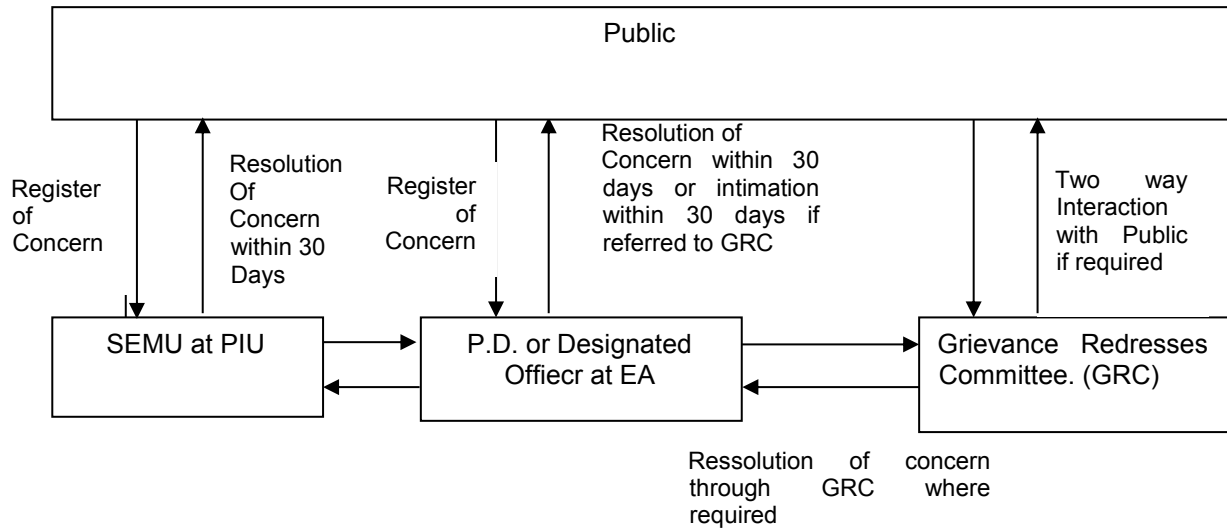 Public
Register
of
Concern
Resolution
Of
Concern
within 30
Days
Register
of
Concern
Resolution of
Concern within 30
days or intimation
within 30 days if
referred to GRC
Two way
Interaction
with Public
if required
SEMU at PIU
P.D. or Designated
Offiecr at EA
Grievance Redresses
Committee. (GRC)
Ressolution of concern
through GRC where
required